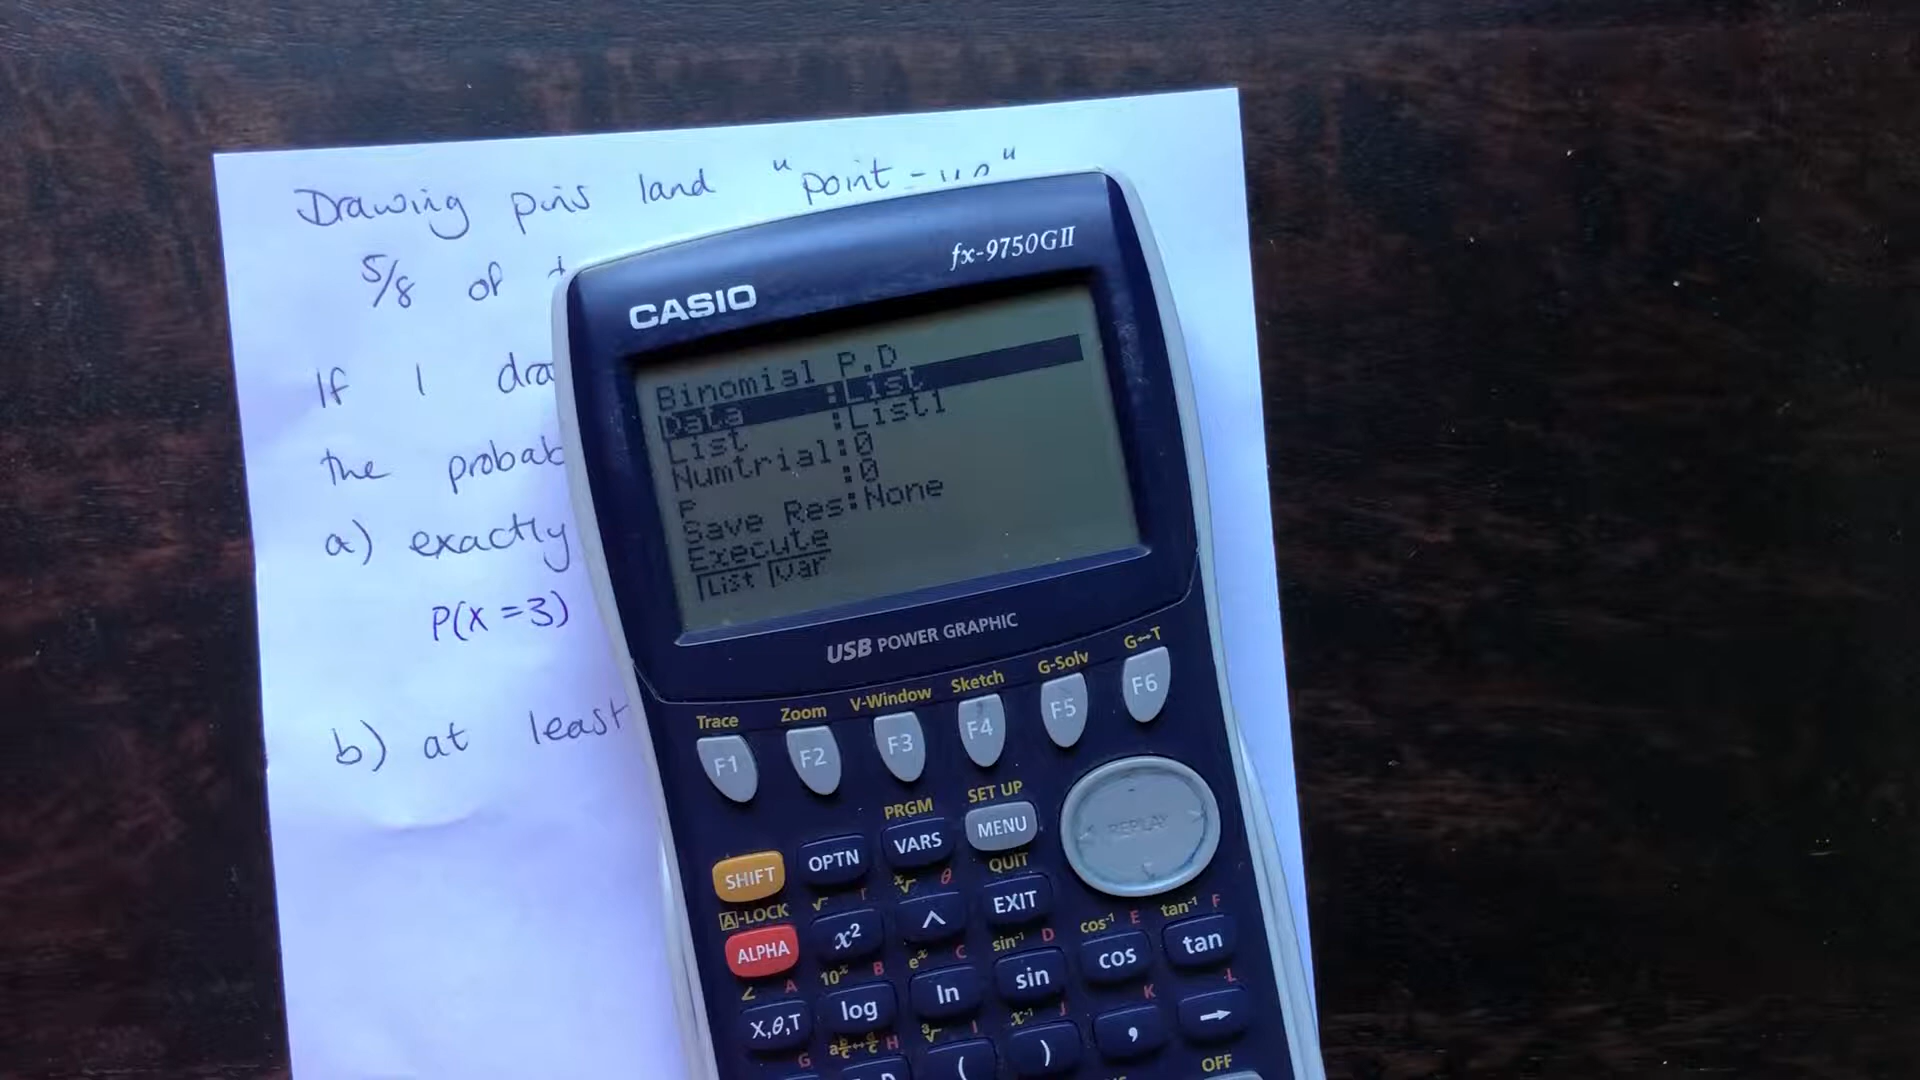 Drawing pins land "point-up"
5/8 of
If I
the
a) exactly
P(X=3)
b) at least
fx-9750GII
CASIO
Binomial P.D
Data :List
List :List1
Numtrial:0
P :0
Save Res:None
Execute
List Var
USB POWER GRAPHIC
Trace Zoom V-Window Sketch G-Solv G↔T
F1 F2 F3 F4 F5 F6
PRGM SET UP
SHIFT OPTN VARS MENU REPLAY
A-LOCK √ r ˣ√ θ QUIT
ALPHA x² ^ EXIT
∠ A 10ˣ B eˣ C sin⁻¹ D cos⁻¹ E tan⁻¹ F
X,θ,T log ln sin cos tan
G H ³√ I x⁻¹ J K L
( ) , →
OFF